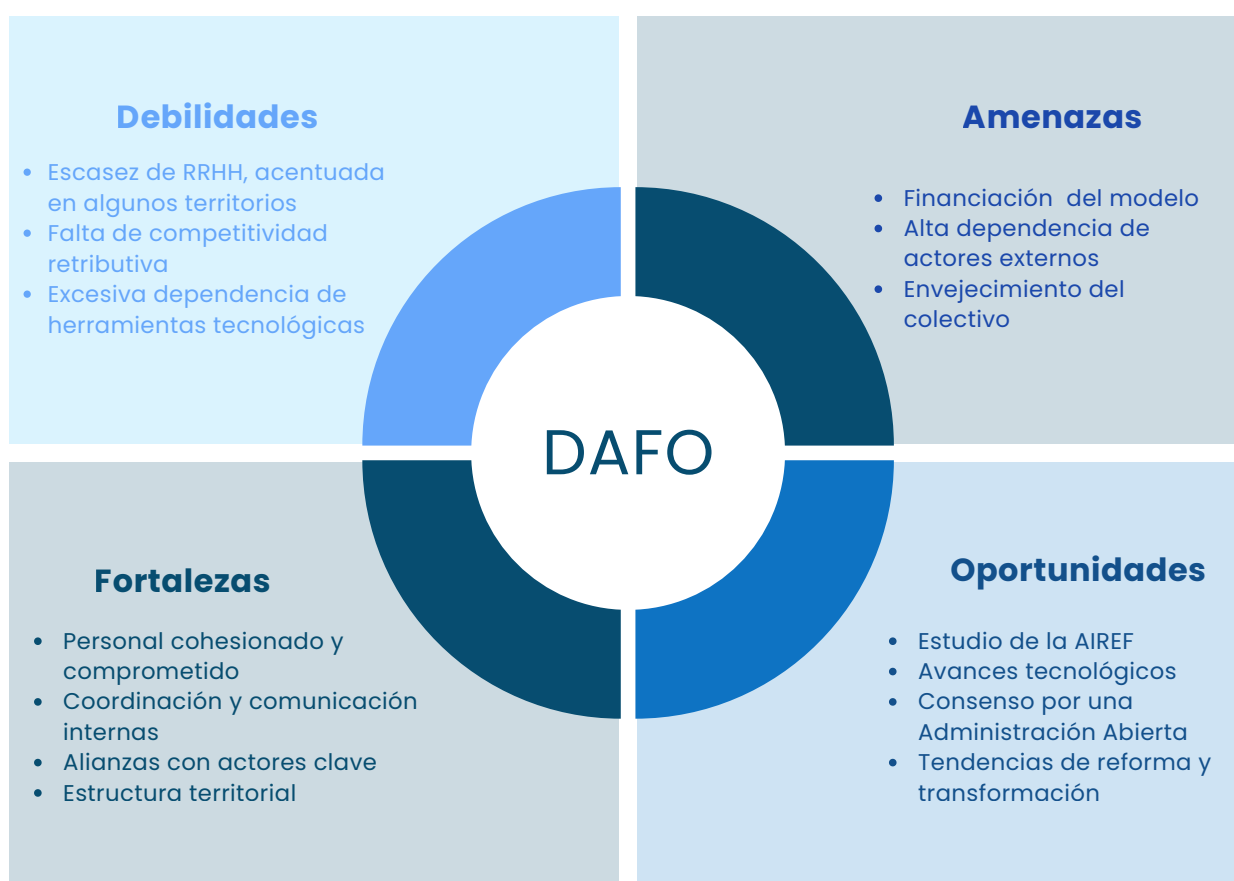 Debilidades
• Escasez de RRHH, acentuada
en algunos territorios
• Falta de competitividad
retributiva
• Excesiva dependencia de
herramientas tecnológicas
Amenazas
• Financiación  del modelo
• Alta dependencia de
actores externos
• Envejecimiento del
colectivo
DAFO
Fortalezas
• Personal cohesionado y
comprometido
• Coordinación y comunicación
internas
• Alianzas con actores clave
• Estructura territorial
Oportunidades
• Estudio de la AIREF
• Avances tecnológicos
• Consenso por una
Administración Abierta
• Tendencias de reforma y
transformación